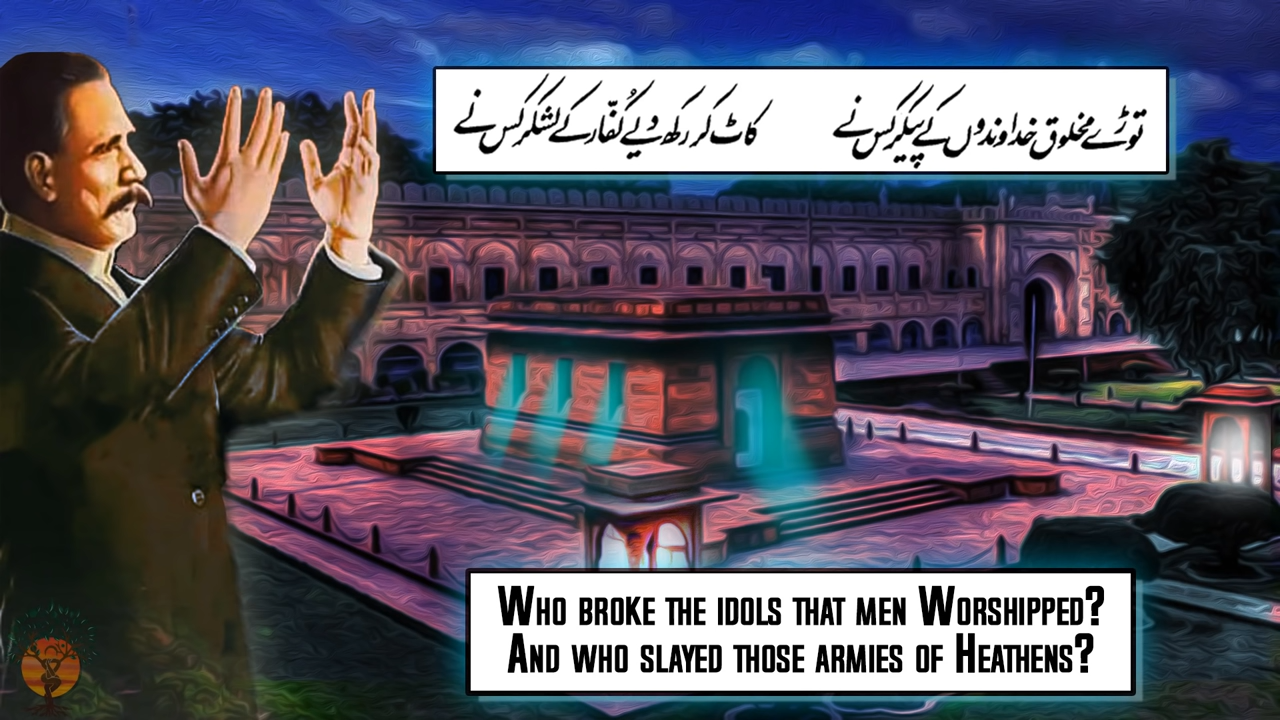 توڑے مخلوق خداوندوں کے پیکر کس نے کاٹ کر رکھ دیے کُفّار کے لشکر کس نے
WHO BROKE THE IDOLS THAT MEN WORSHIPPED?
AND WHO SLAYED THOSE ARMIES OF HEATHENS?